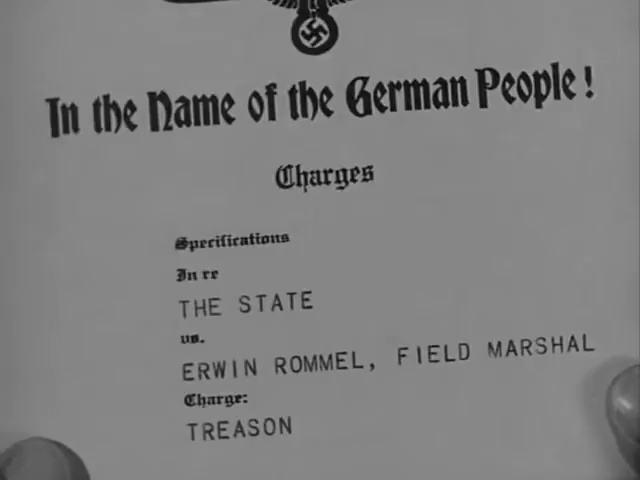 In the Name of the German People!
Charges
Specifications
In re
THE STATE
vs.
ERWIN ROMMEL, FIELD MARSHAL
Charge:
TREASON